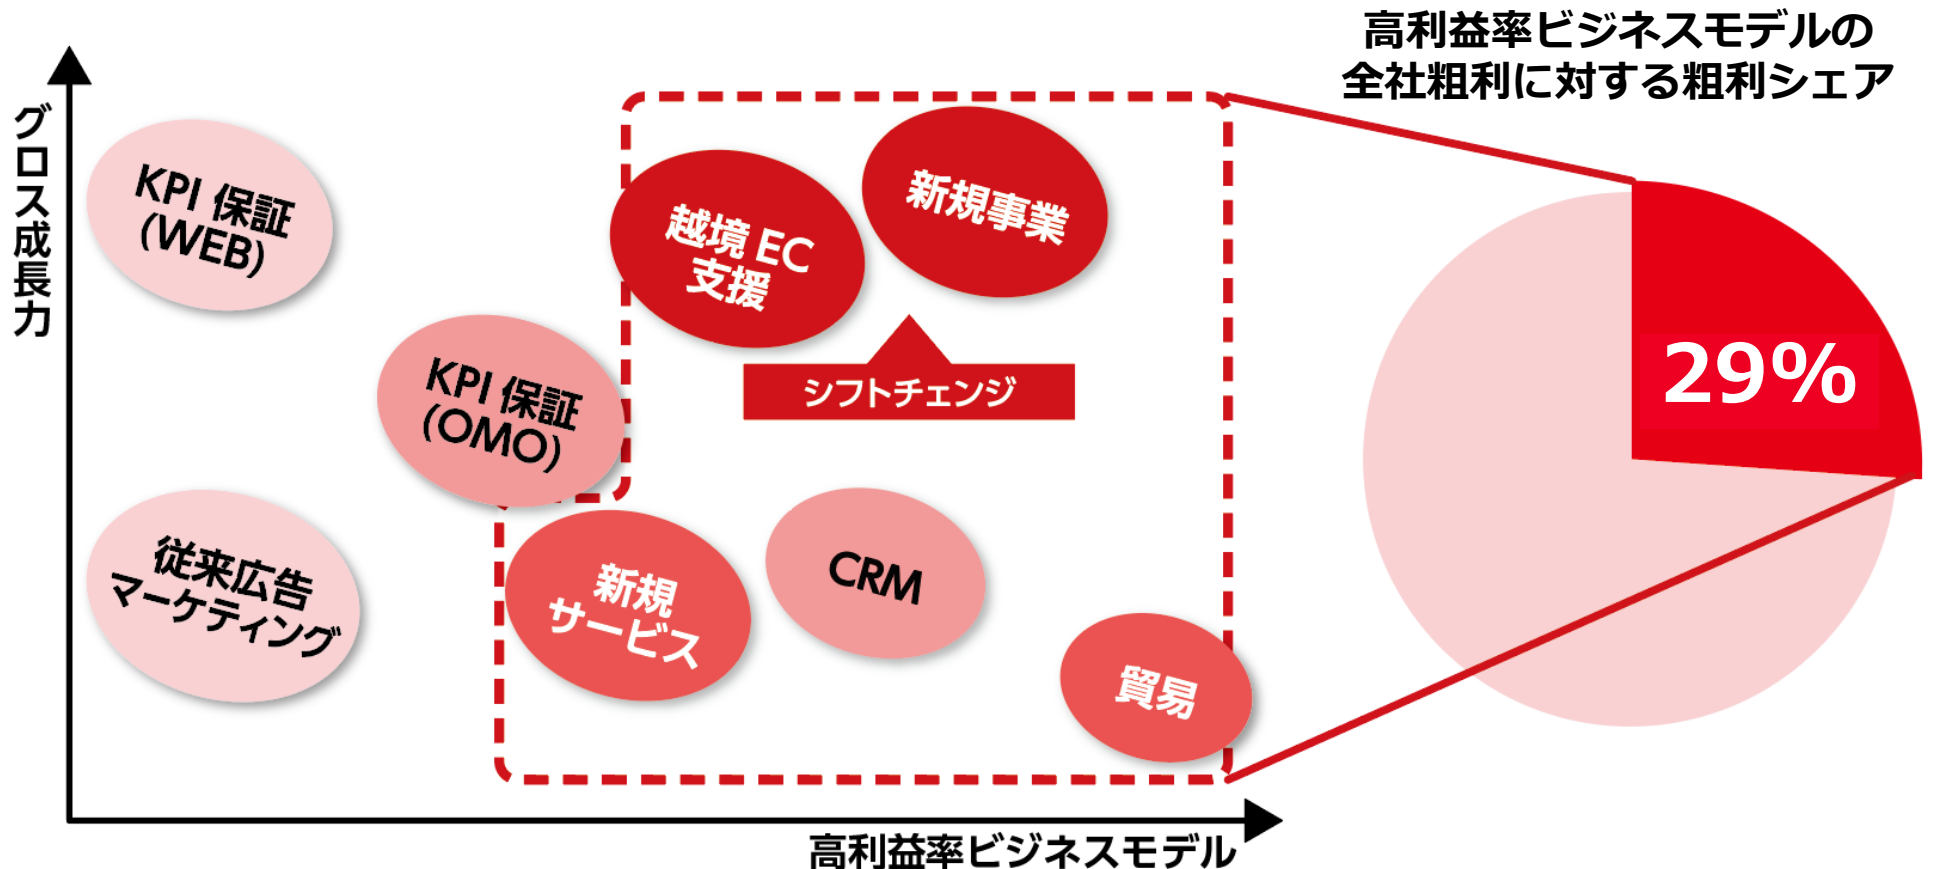 高利益率ビジネスモデルの
全社粗利に対する粗利シェア
グロス成長力
KPI 保証
(WEB)
越境 EC
支援
新規事業
シフトチェンジ
KPI 保証
(OMO)
29%
従来広告
マーケティング
新規
サービス
CRM
貿易
高利益率ビジネスモデル